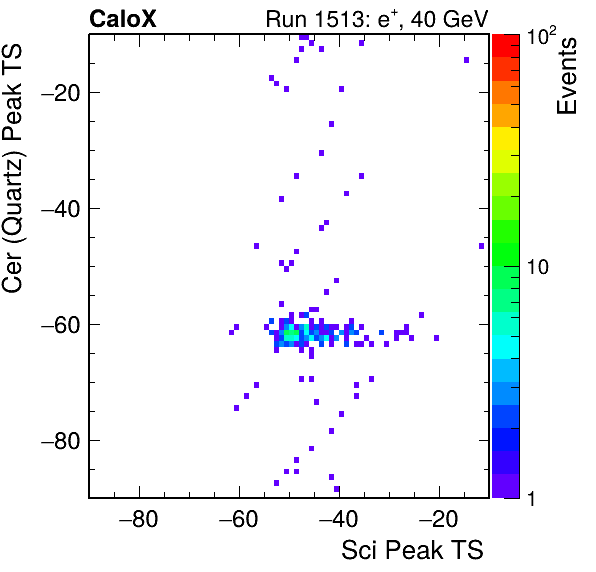 CaloX Run 1513: e⁺, 40 GeV
Cer (Quartz) Peak TS
−20
−40
−60
−80
−80 −60 −40 −20
Sci Peak TS
10²
10
1
Events